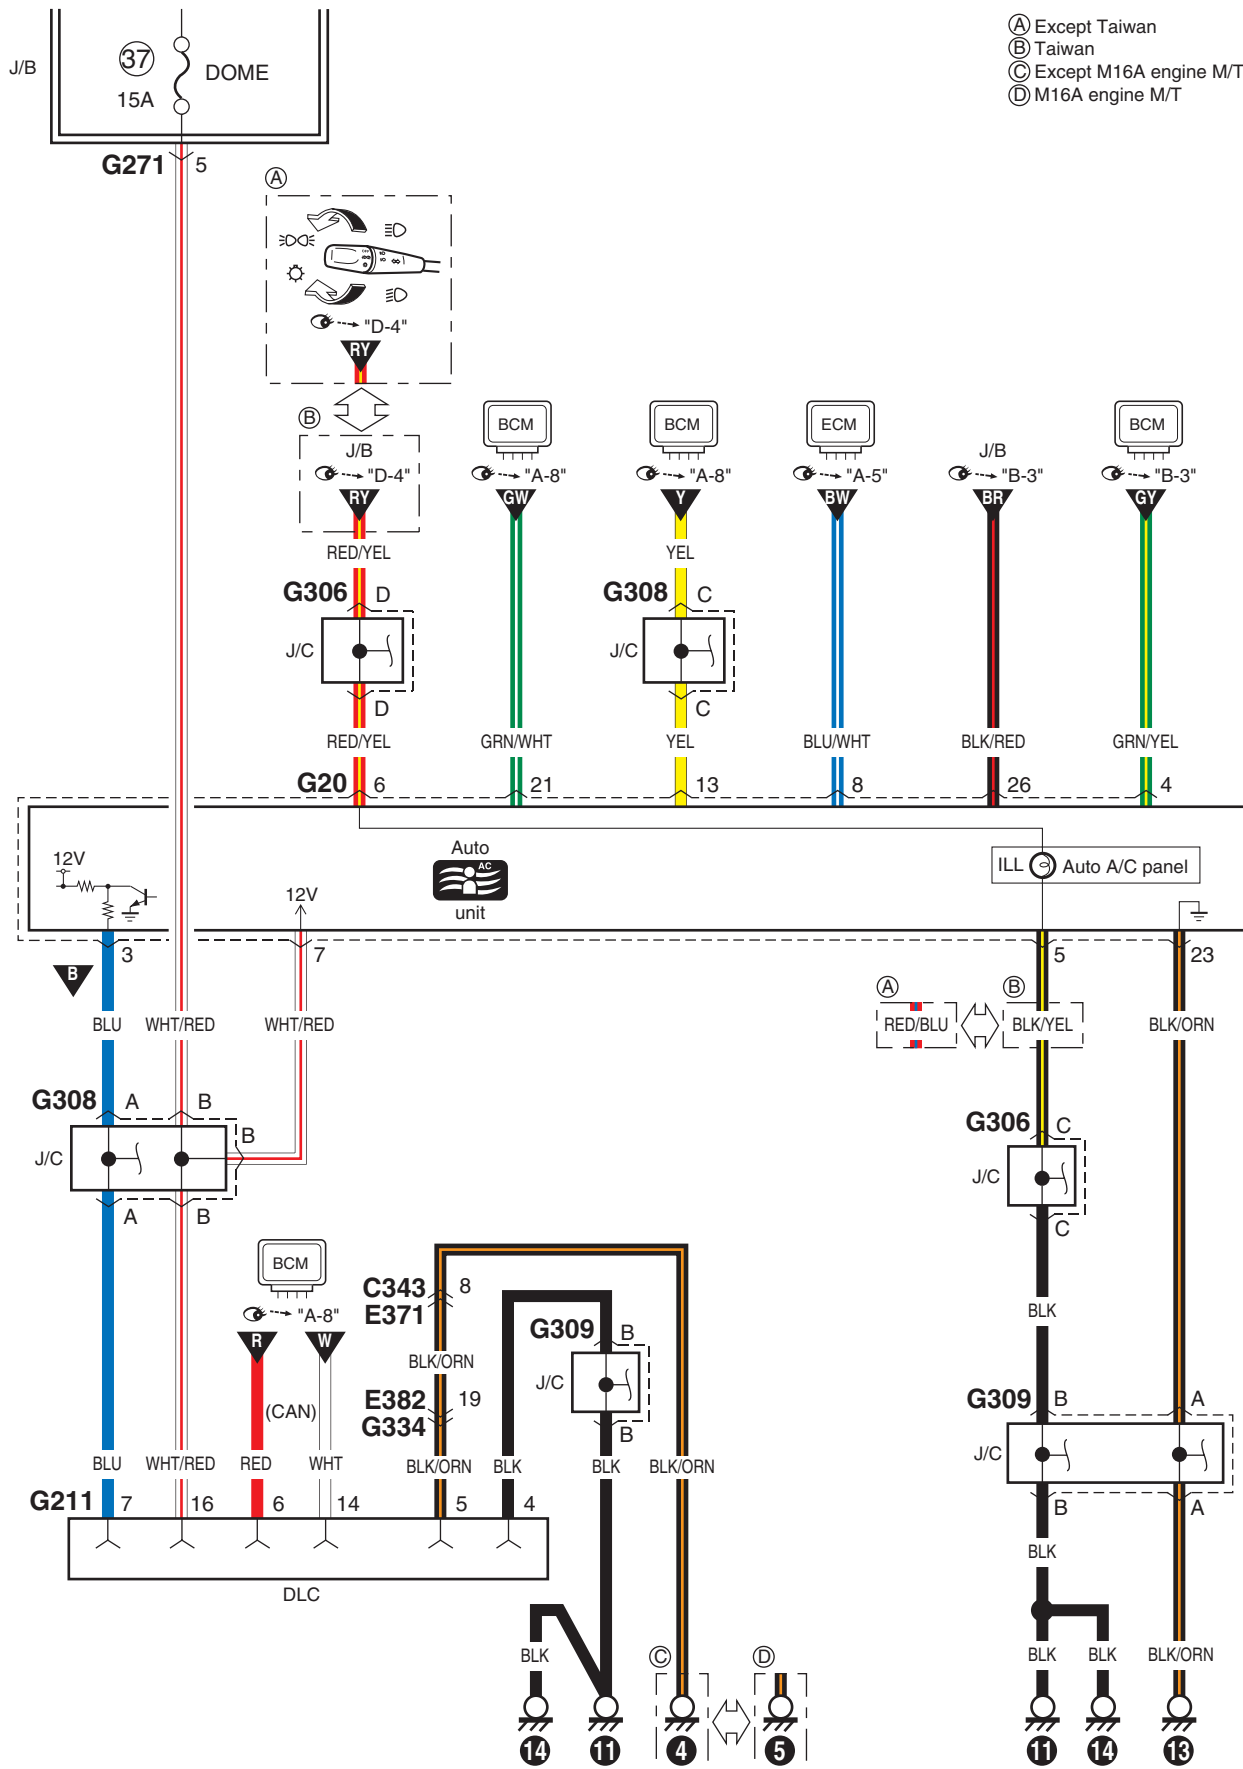 Ⓐ Except Taiwan
Ⓑ Taiwan
Ⓒ Except M16A engine M/T
Ⓓ M16A engine M/T
J/B
37
15A
DOME
G271 5
A
"D-4"
RY
B
J/B
"D-4"
RY
BCM
"A-8"
GW
BCM
"A-8"
Y
ECM
"A-5"
BW
J/B
"B-3"
BR
BCM
"B-3"
GY
RED/YEL YEL
G306 D G308 C
J/C J/C
D C
RED/YEL GRN/WHT YEL BLU/WHT BLK/RED GRN/YEL
G20 6 21 13 8 26 4
12V
12V
Auto
AC
unit
ILL Auto A/C panel
3 7 5 23
B
A B
BLU WHT/RED WHT/RED RED/BLU BLK/YEL BLK/ORN
G308 A B
B
J/C
A B
G306 C
J/C
C
BCM
"A-8"
R W
(CAN)
C343 8
E371
BLK/ORN
E382 19
G334
G309 B
J/C
B
BLK
G309 B A
J/C
B A
BLU WHT/RED RED WHT BLK/ORN BLK BLK BLK/ORN
G211 7 16 6 14 5 4
DLC
BLK
BLK
C D
BLK BLK BLK/ORN
14 11 4 5 11 14 13